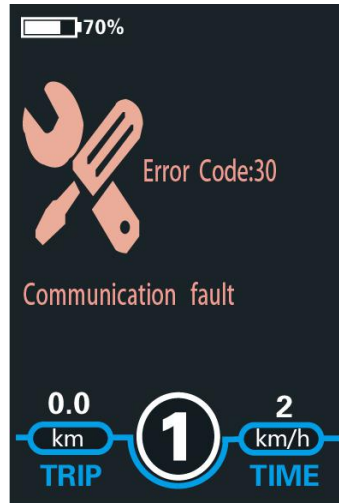 70%
Error Code:30
Communication fault
0.0 2
km 1 km/h
TRIP TIME